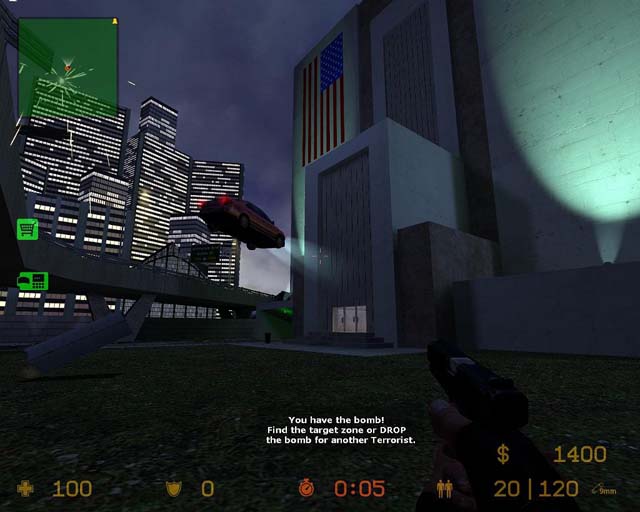 You have the bomb!
Find the target zone or DROP
the bomb for another Terrorist.
$ 1400
100
0
0:05
20|120
9mm